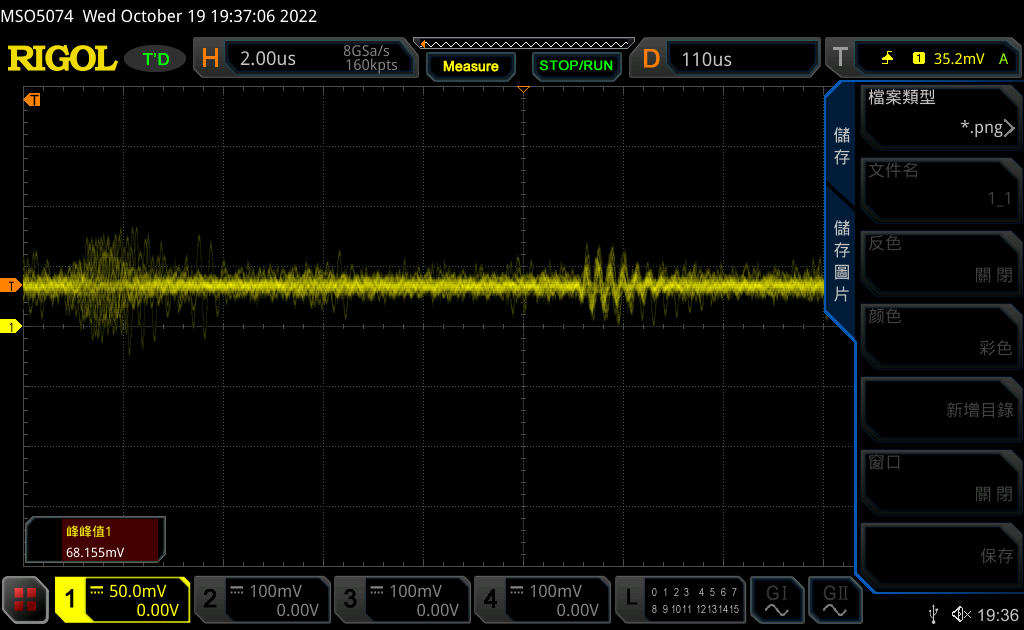 MSO5074 Wed October 19 19:37:06 2022
RIGOL T'D H 2.00us 8GSa/s 160kpts Measure STOP/RUN D 110us T 1 35.2mV A
T
儲存
儲存圖片
檔案類型
*.png
文件名
1_1
反色
關閉
颜色
彩色
新增目錄
窗口
關閉
保存
T
1
峰峰值1
68.155mV
1 50.0mV 0.00V
2 100mV 0.00V
3 100mV 0.00V
4 100mV 0.00V
L 0 1 2 3 4 5 6 7
8 9 10 11 12 13 14 15
GI
GII
19:36